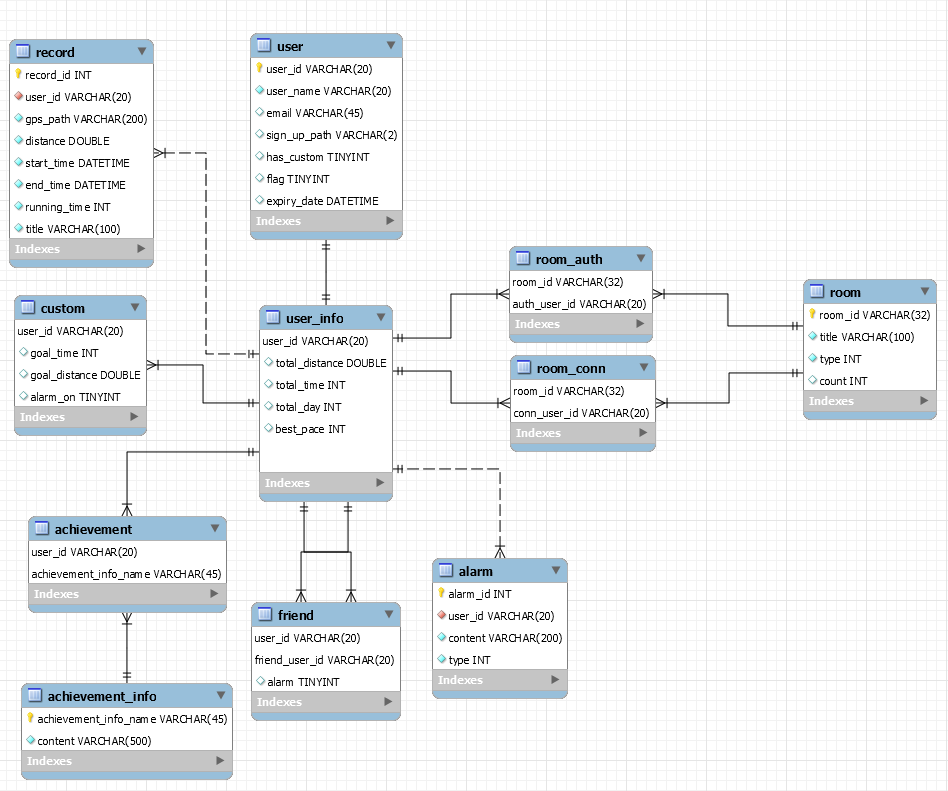 record
record_id INT
user_id VARCHAR(20)
gps_path VARCHAR(200)
distance DOUBLE
start_time DATETIME
end_time DATETIME
running_time INT
title VARCHAR(100)
Indexes
user
user_id VARCHAR(20)
user_name VARCHAR(20)
email VARCHAR(45)
sign_up_path VARCHAR(2)
has_custom TINYINT
flag TINYINT
expiry_date DATETIME
Indexes
custom
user_id VARCHAR(20)
goal_time INT
goal_distance DOUBLE
alarm_on TINYINT
Indexes
user_info
user_id VARCHAR(20)
total_distance DOUBLE
total_time INT
total_day INT
best_pace INT
Indexes
room_auth
room_id VARCHAR(32)
auth_user_id VARCHAR(20)
Indexes
room_conn
room_id VARCHAR(32)
conn_user_id VARCHAR(20)
Indexes
room
room_id VARCHAR(32)
title VARCHAR(100)
type INT
count INT
Indexes
achievement
user_id VARCHAR(20)
achievement_info_name VARCHAR(45)
Indexes
friend
user_id VARCHAR(20)
friend_user_id VARCHAR(20)
alarm TINYINT
Indexes
alarm
alarm_id INT
user_id VARCHAR(20)
content VARCHAR(200)
type INT
Indexes
achievement_info
achievement_info_name VARCHAR(45)
content VARCHAR(500)
Indexes